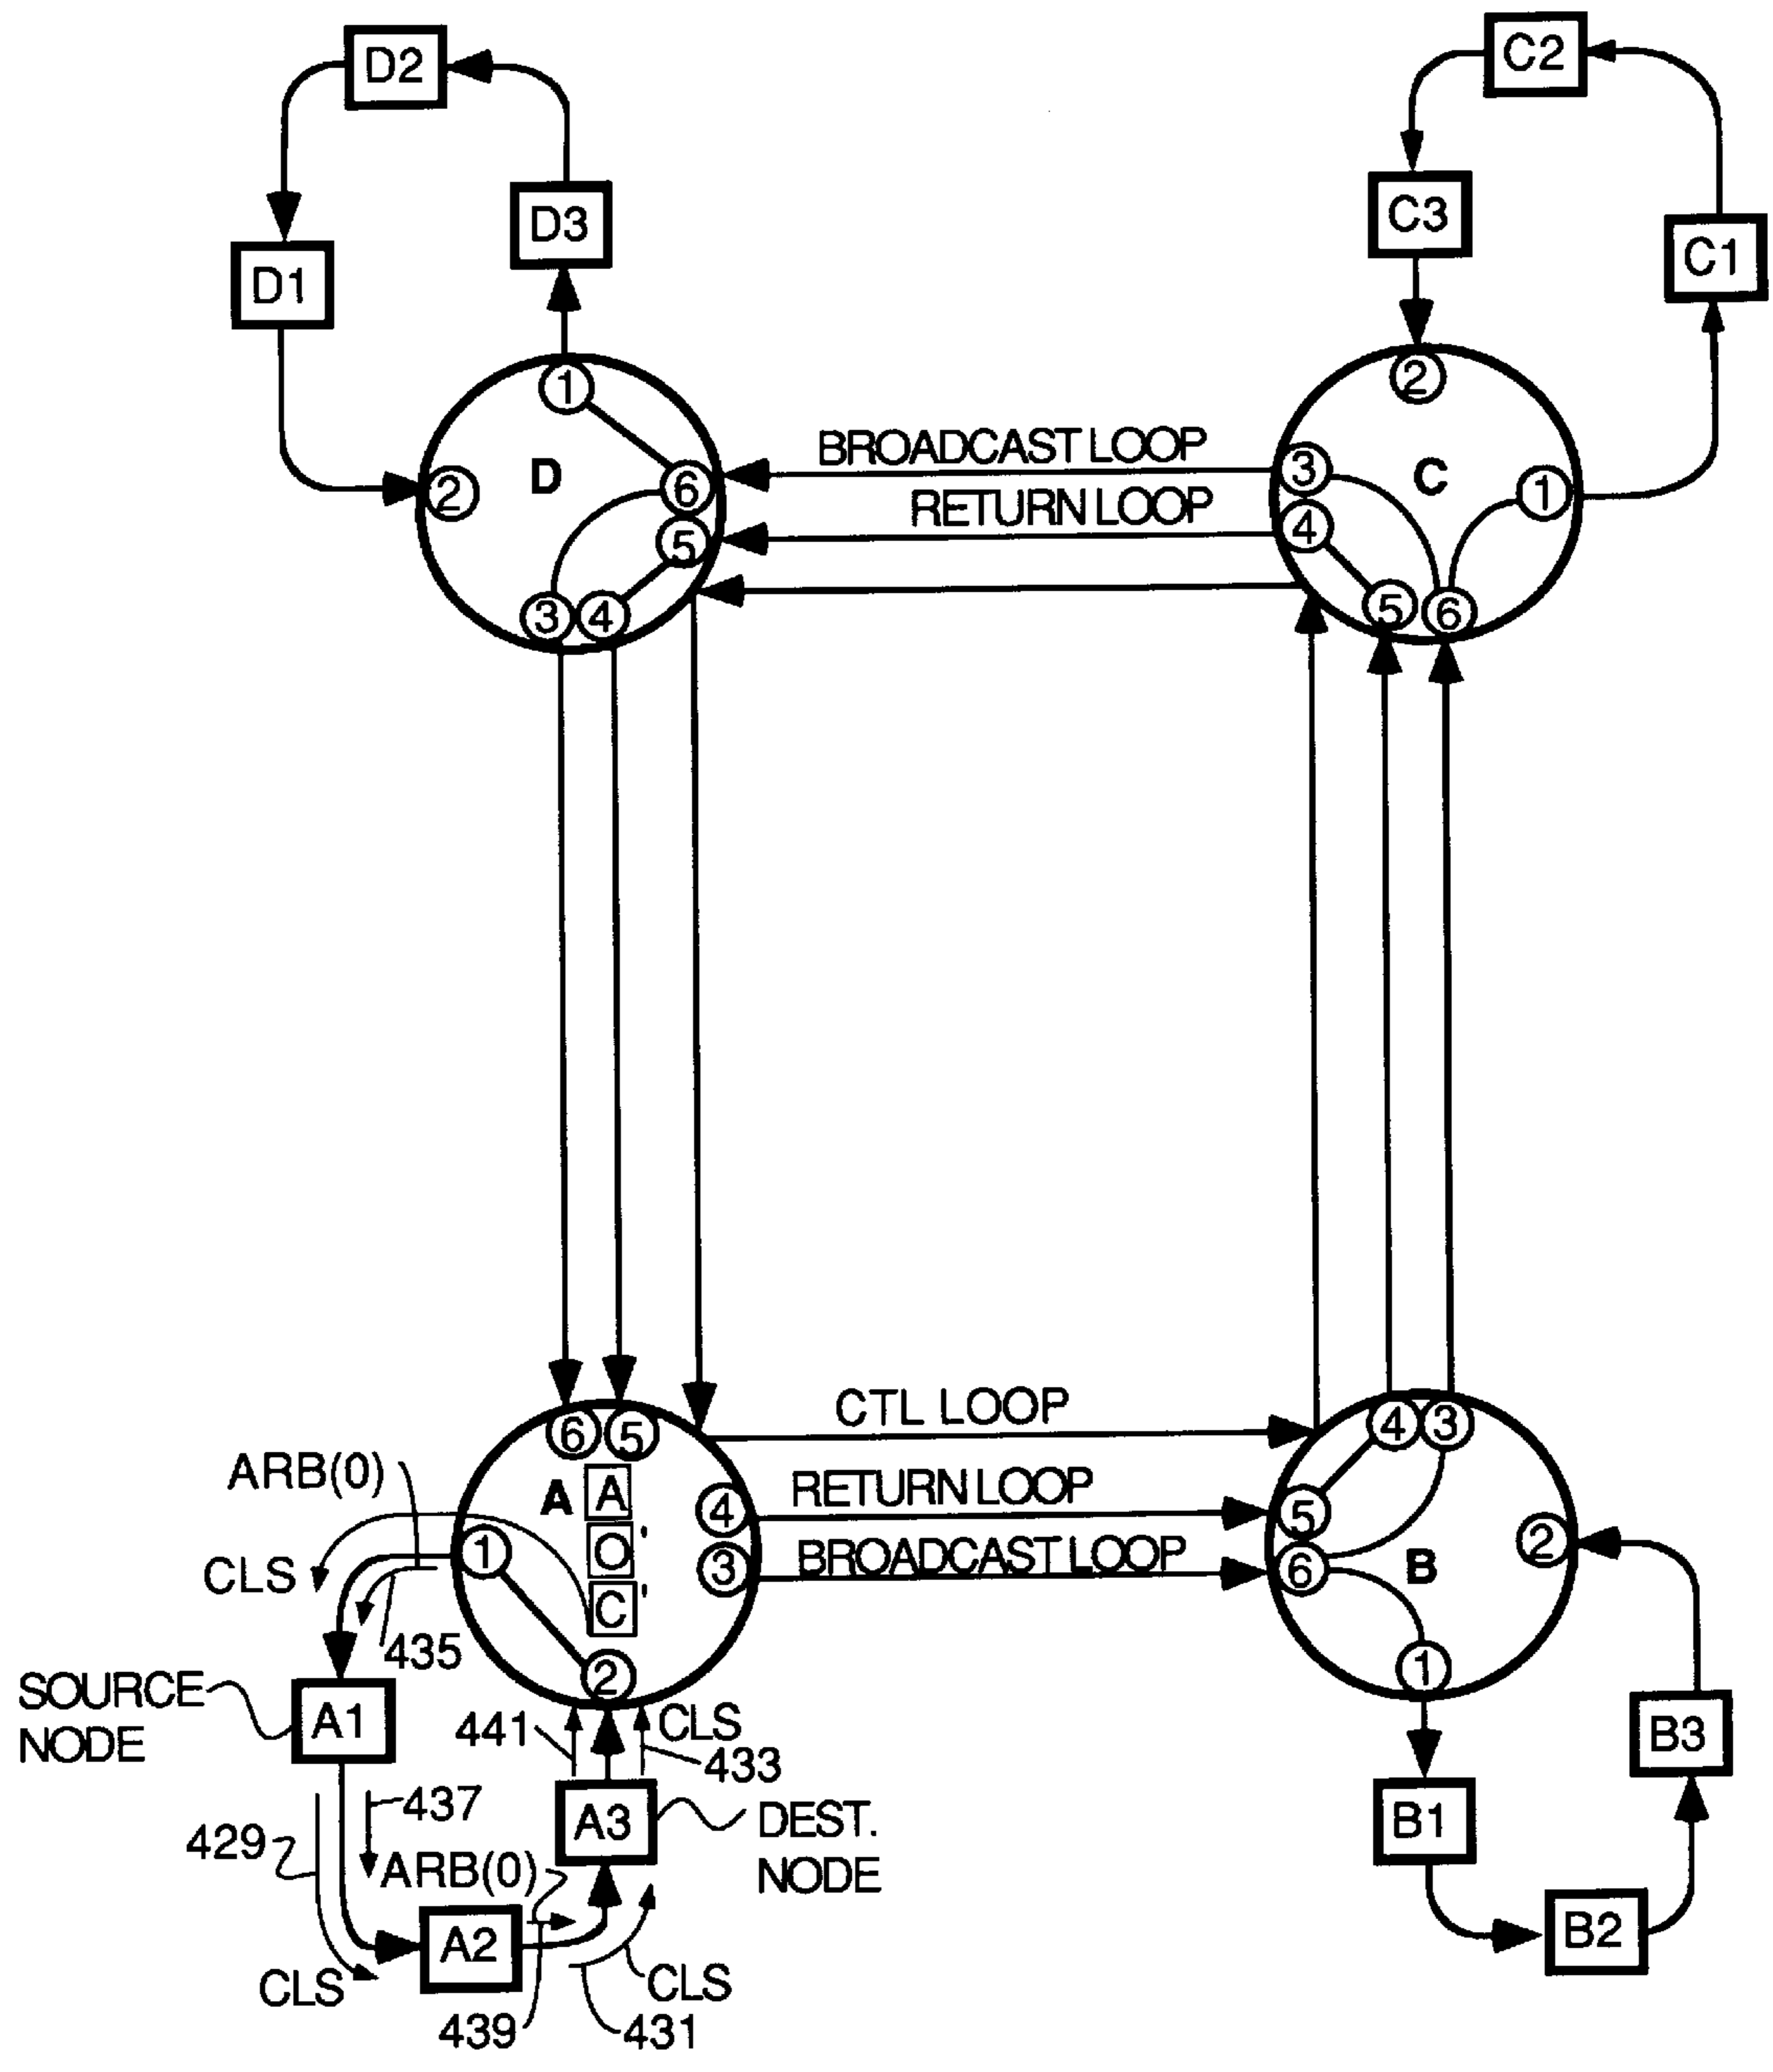 D2
C2
D3
C3
D1
C1
1
2
BROADCAST LOOP
3
D
6
C
1
2
RETURN LOOP
4
5
3
4
5
6
CTL LOOP
6
5
4
3
ARB(0)
A
A
4
RETURN LOOP
5
O'
1
3
BROADCAST LOOP
6
B
2
CLS
C'
435
2
1
SOURCE
NODE
A1
441
CLS
433
B3
437
A3
DEST.
NODE
B1
429
ARB(0)
A2
B2
CLS
CLS
439
431